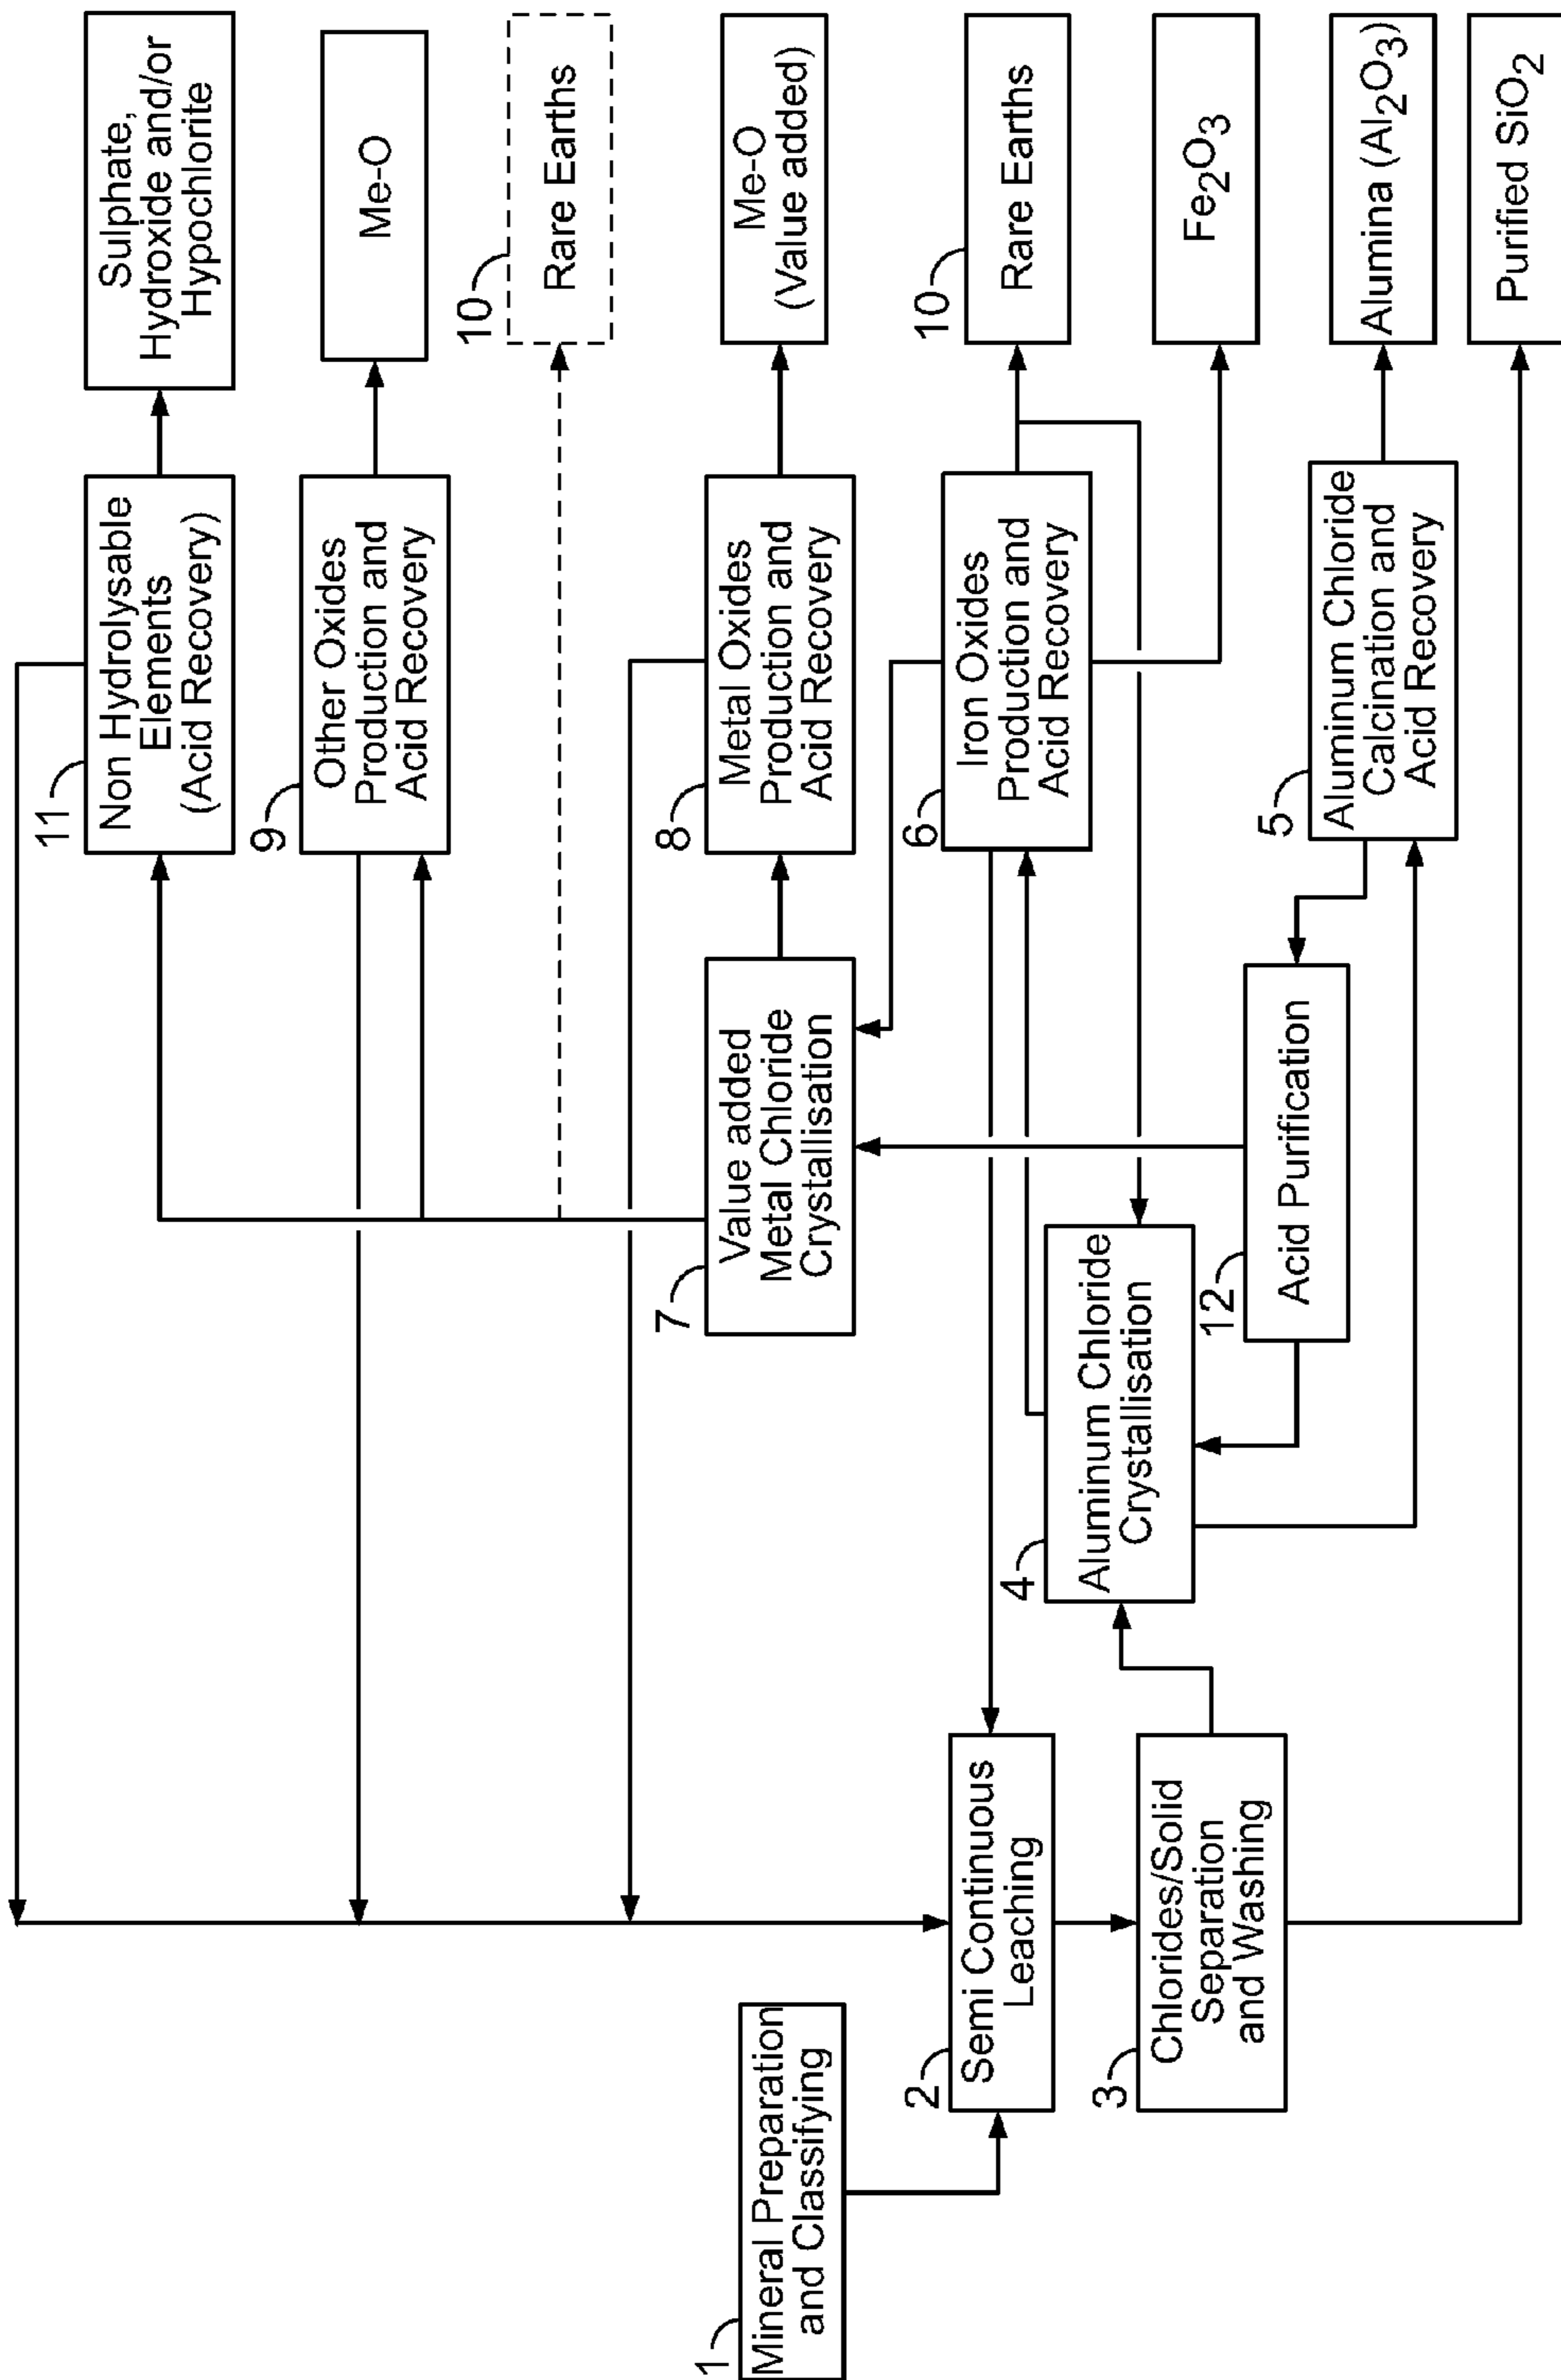 1
Mineral Preparation
and Classifying
2
Semi Continuous
Leaching
3
Chlorides/Solid
Separation
and Washing
4
Aluminum Chloride
Crystallisation
12
Acid Purification
7
Value added
Metal Chloride
Crystallisation
11
Non Hydrolysable
Elements
(Acid Recovery)
9
Other Oxides
Production and
Acid Recovery
8
Metal Oxides
Production and
Acid Recovery
6
Iron Oxides
Production and
Acid Recovery
5
Aluminum Chloride
Calcination and
Acid Recovery
Sulphate,
Hydroxide and/or
Hypochlorite
Me-O
10
Rare Earths
Me-O
(Value added)
10
Rare Earths
Fe2O3
Alumina (Al2O3)
Purified SiO2